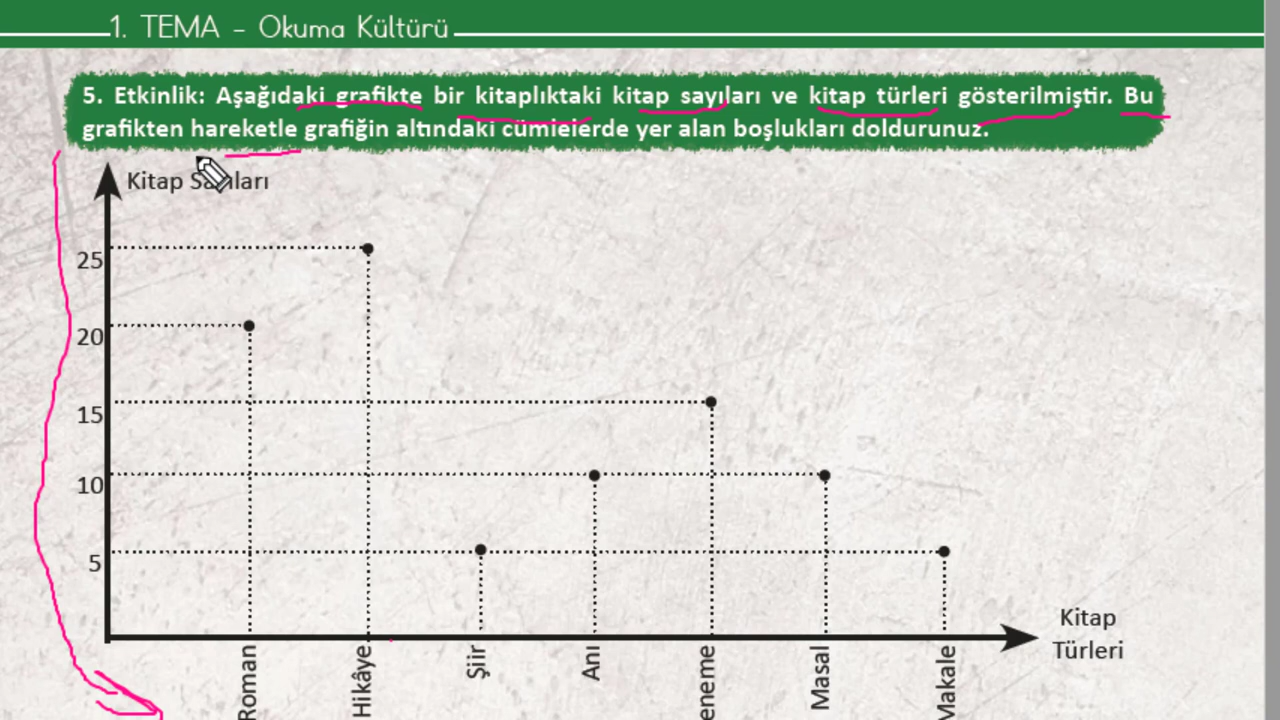 1. TEMA – Okuma Kültürü
5. Etkinlik: Aşağıdaki grafikte bir kitaplıktaki kitap sayıları ve kitap türleri gösterilmiştir. Bu
grafikten hareketle grafiğin altındaki cümlelerde yer alan boşlukları doldurunuz.
Kitap Sayıları
25
20
15
10
5
Kitap
Türleri
Roman
Hikâye
Şiir
Anı
eneme
Masal
Makale